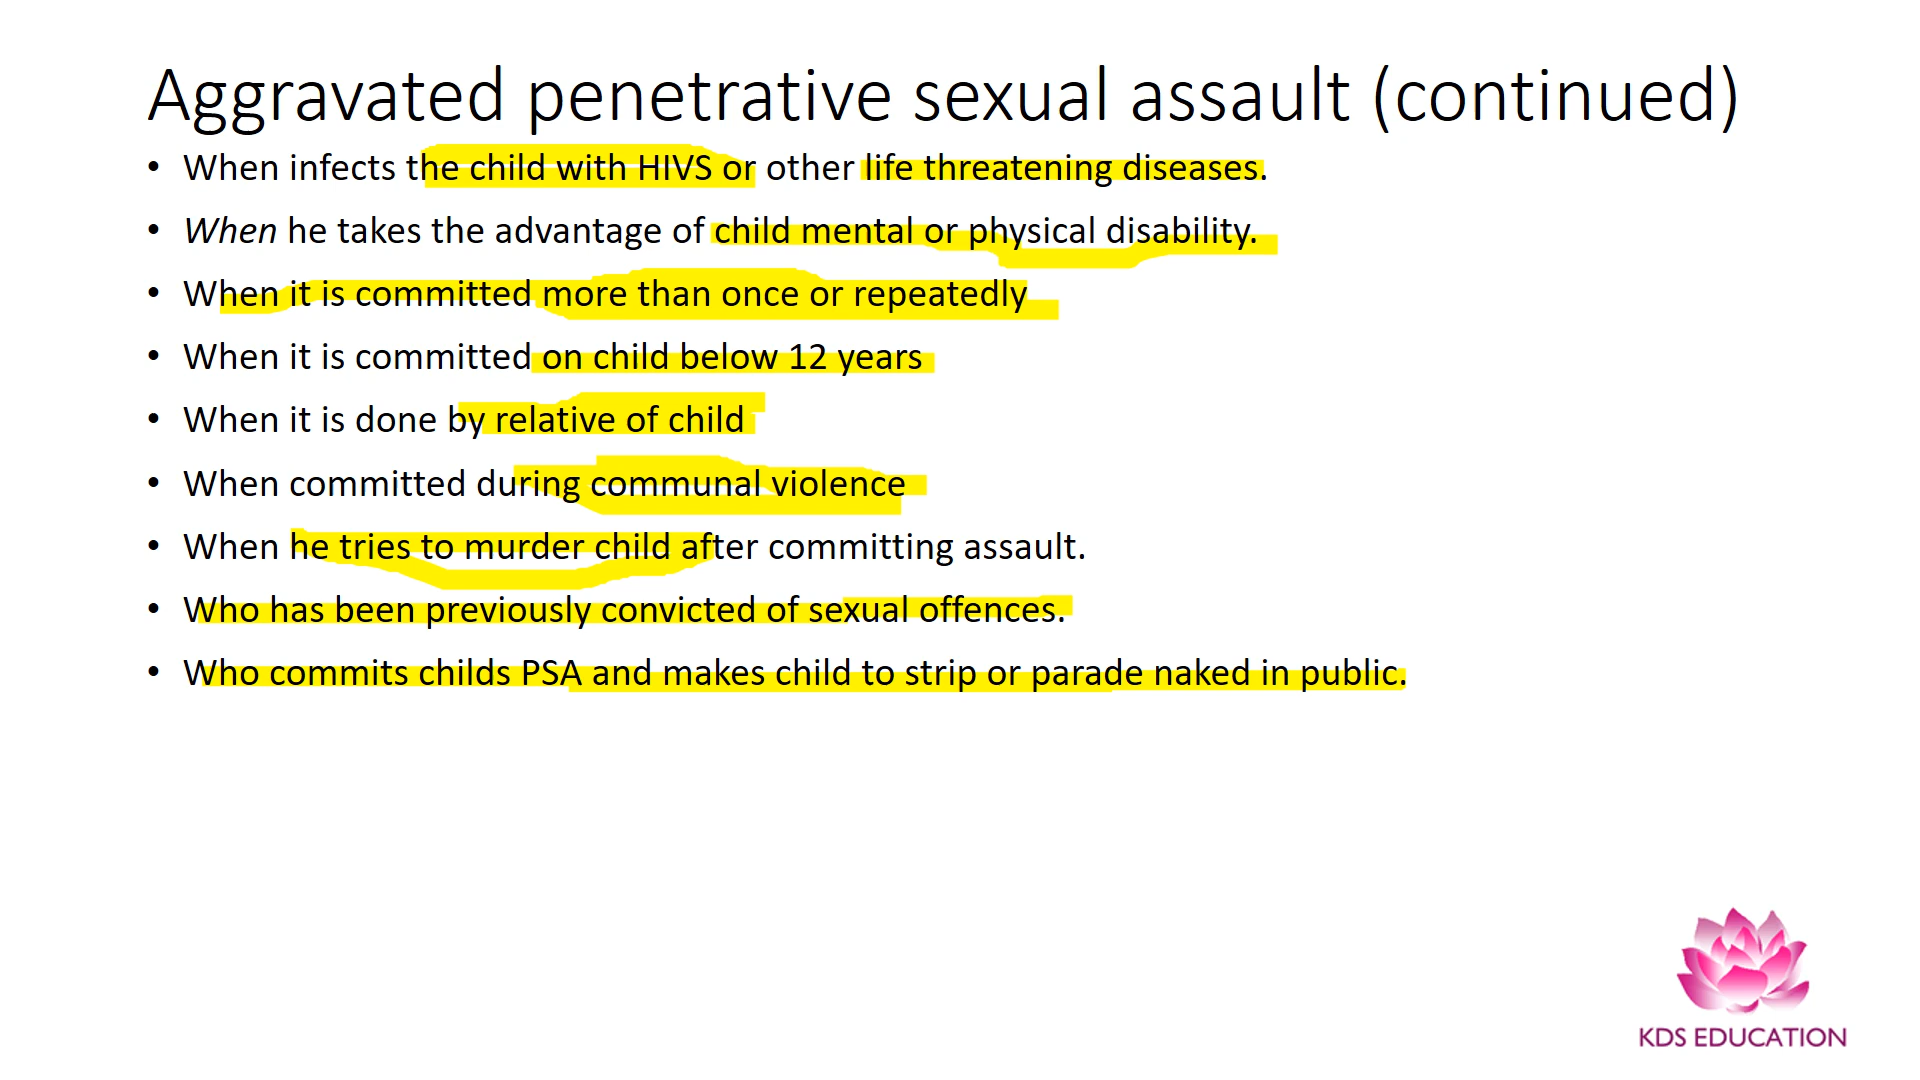 Aggravated penetrative sexual assault (continued)
• When infects the child with HIVS or other life threatening diseases.
• When he takes the advantage of child mental or physical disability.
• When it is committed more than once or repeatedly
• When it is committed on child below 12 years
• When it is done by relative of child
• When committed during communal violence
• When he tries to murder child after committing assault.
• Who has been previously convicted of sexual offences.
• Who commits childs PSA and makes child to strip or parade naked in public.
KDS EDUCATION